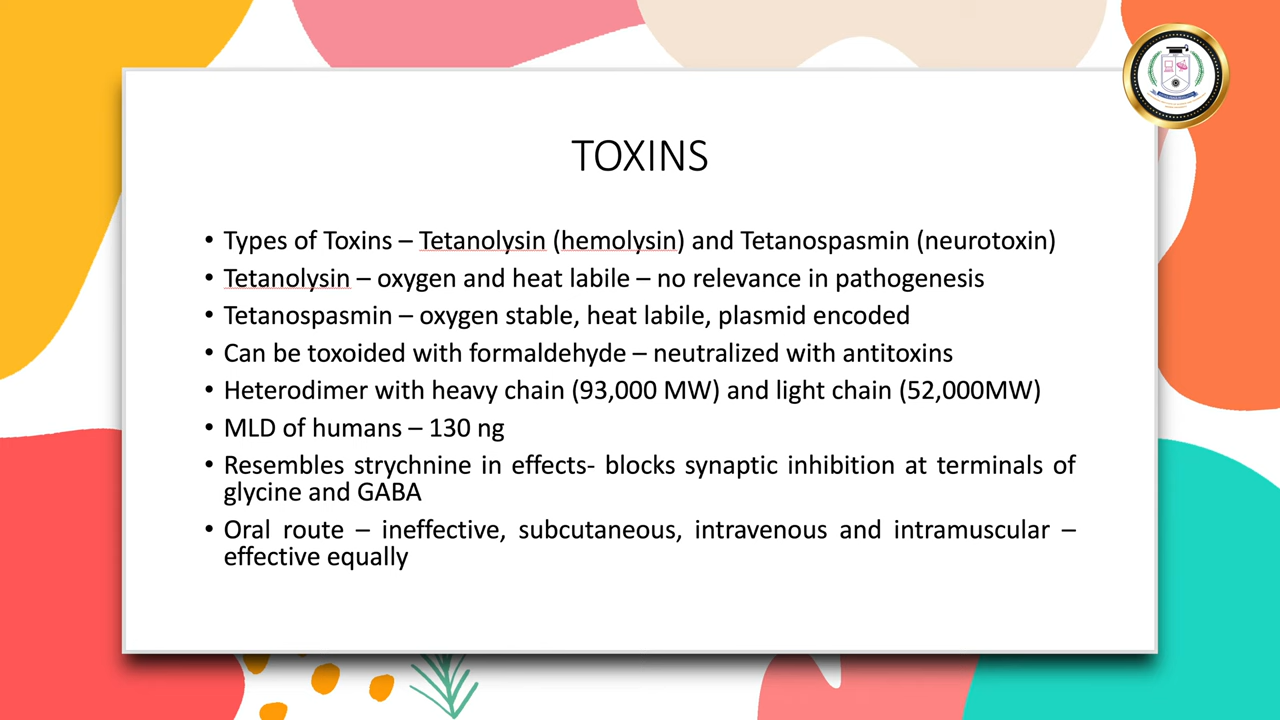 TOXINS
• Types of Toxins – Tetanolysin (hemolysin) and Tetanospasmin (neurotoxin)
• Tetanolysin – oxygen and heat labile – no relevance in pathogenesis
• Tetanospasmin – oxygen stable, heat labile, plasmid encoded
• Can be toxoided with formaldehyde – neutralized with antitoxins
• Heterodimer with heavy chain (93,000 MW) and light chain (52,000MW)
• MLD of humans – 130 ng
• Resembles strychnine in effects- blocks synaptic inhibition at terminals of
glycine and GABA
• Oral route – ineffective, subcutaneous, intravenous and intramuscular –
effective equally